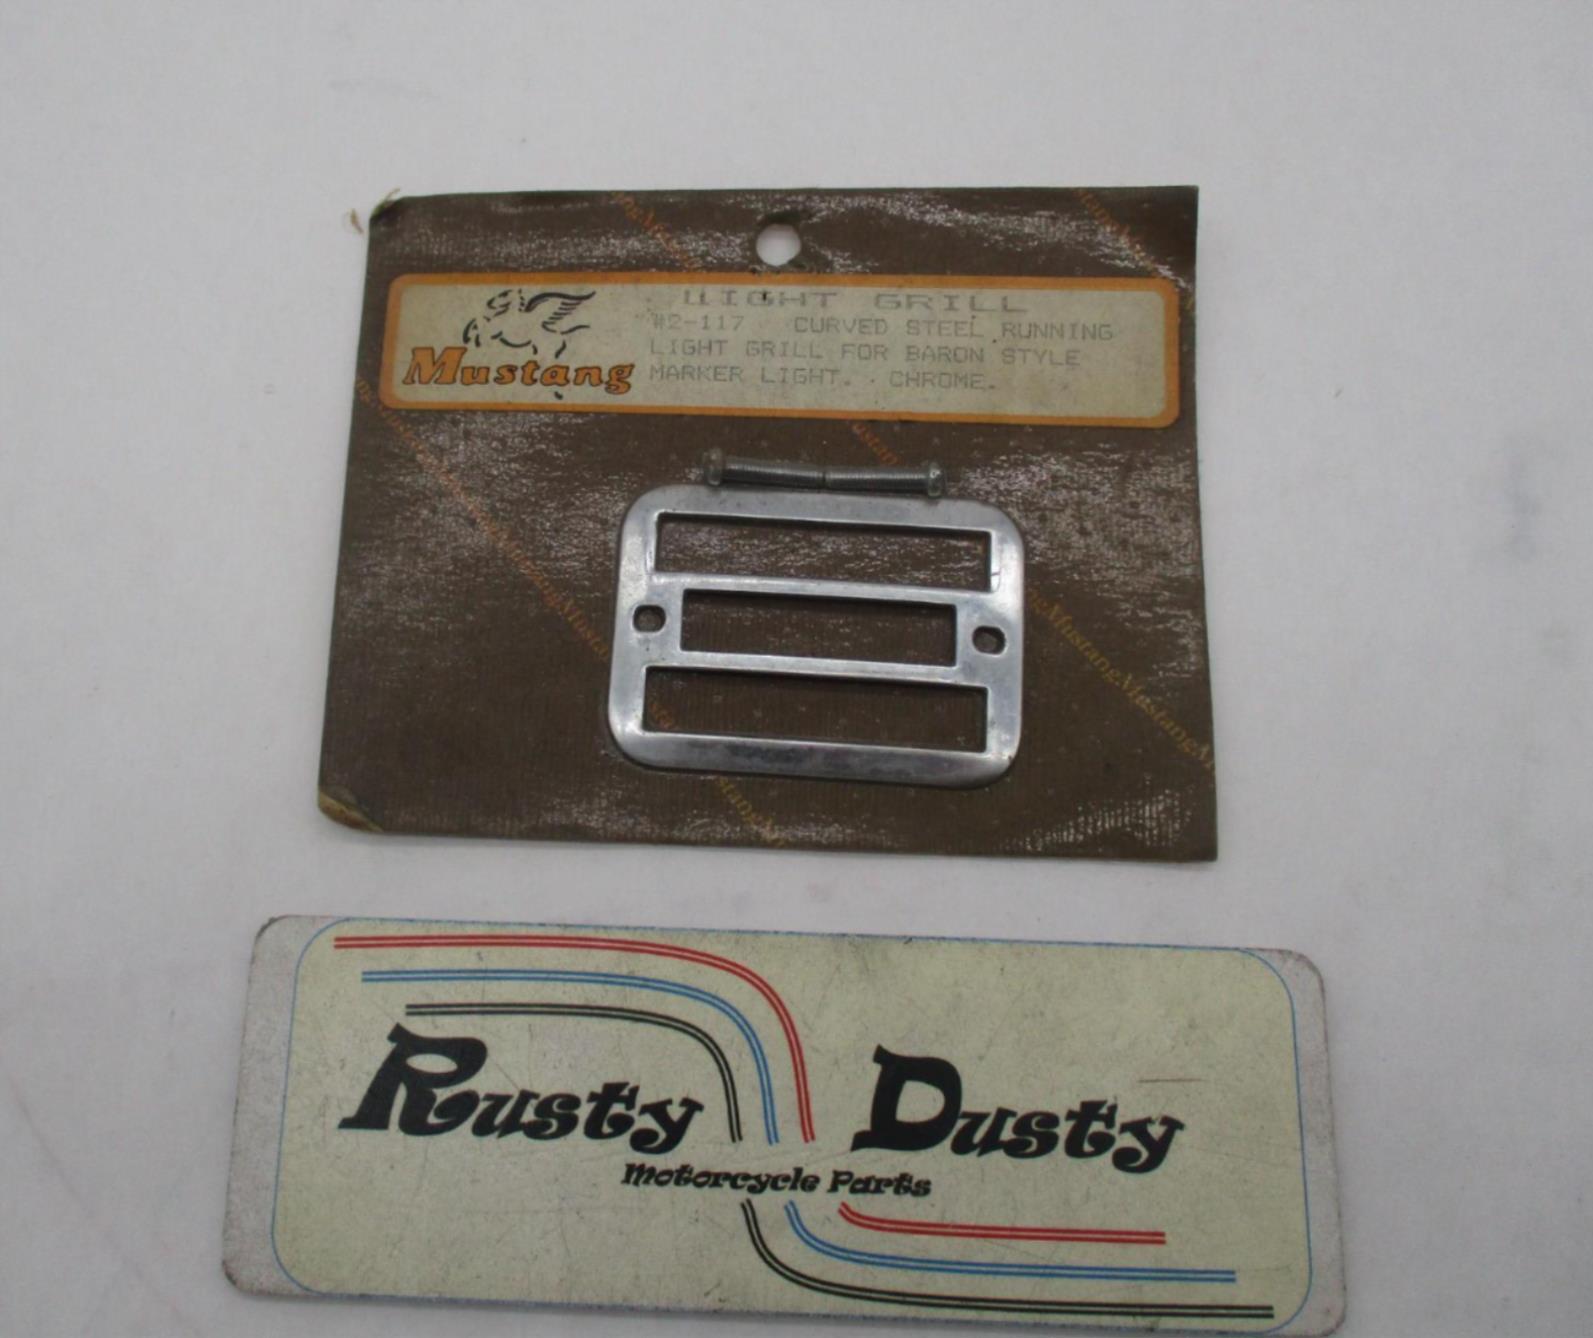 LIGHT GRILL
#2-117 CURVED STEEL RUNNING
LIGHT GRILL FOR BARON STYLE
MARKER LIGHT. CHROME.
Mustang
Rusty Dusty
Motorcycle Parts